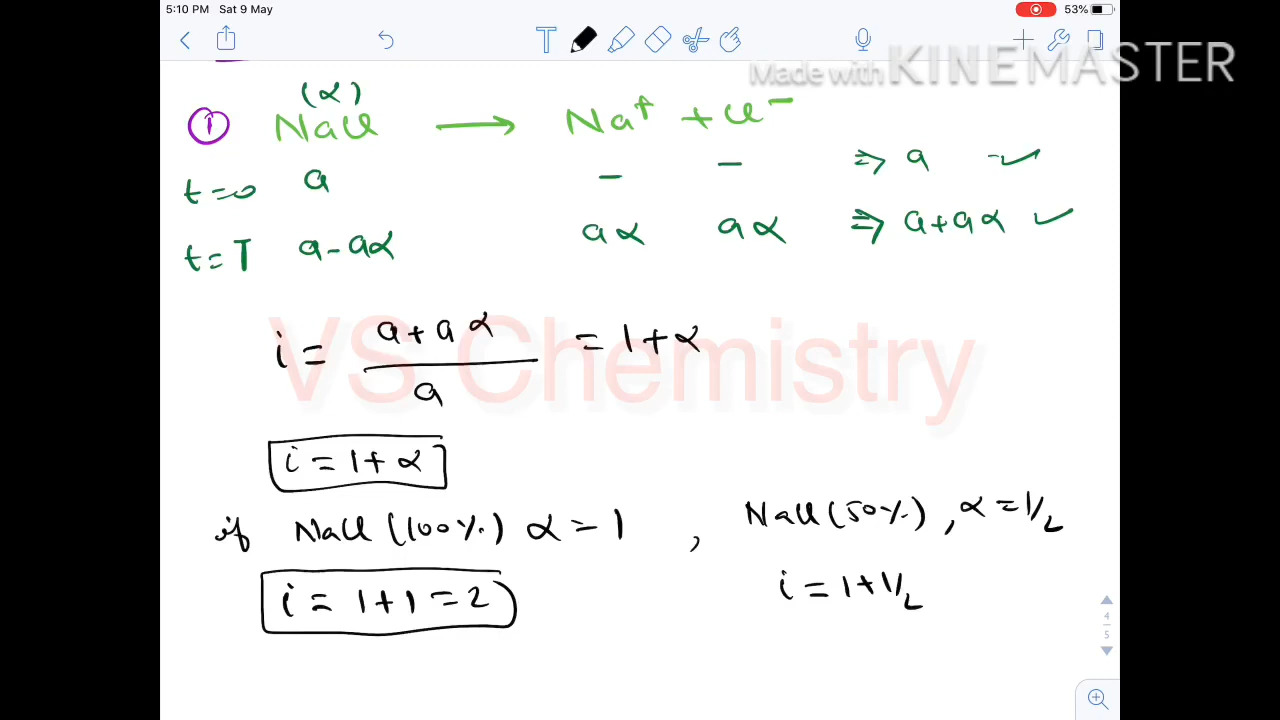 5:10 PM Sat 9 May 53%
Made with KINEMASTER
(α)
① NaCl ⟶ Na⁺ + Cl⁻
t=0 a - - ⇒ a ✓
t=T a-aα aα aα ⇒ a+aα ✓
VS Chemistry
i = (a+aα)/a = 1+α
i = 1+α
if NaCl (100%) α = 1 , NaCl (50%), α = 1/2
i = 1+1 = 2 i = 1+1/2
4
5